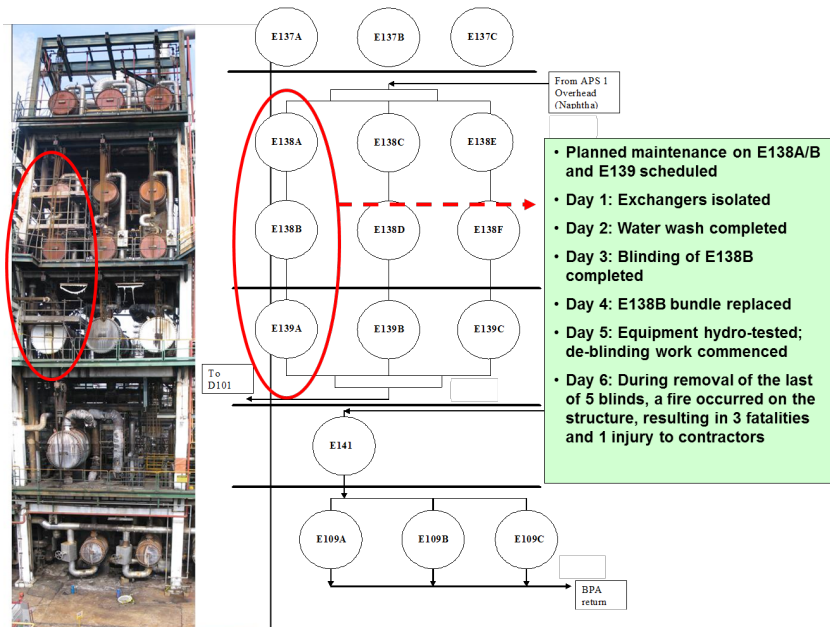 E137A E137B E137C
From APS 1
Overhead
(Naphtha)
E138A E138C E138E
E138B E138D E138F
E139A E139B E139C
To
D101
E141
E109A E109B E109C
BPA
return
• Planned maintenance on E138A/B
and E139 scheduled
• Day 1: Exchangers isolated
• Day 2: Water wash completed
• Day 3: Blinding of E138B
completed
• Day 4: E138B bundle replaced
• Day 5: Equipment hydro-tested;
de-blinding work commenced
• Day 6: During removal of the last
of 5 blinds, a fire occurred on the
structure, resulting in 3 fatalities
and 1 injury to contractors